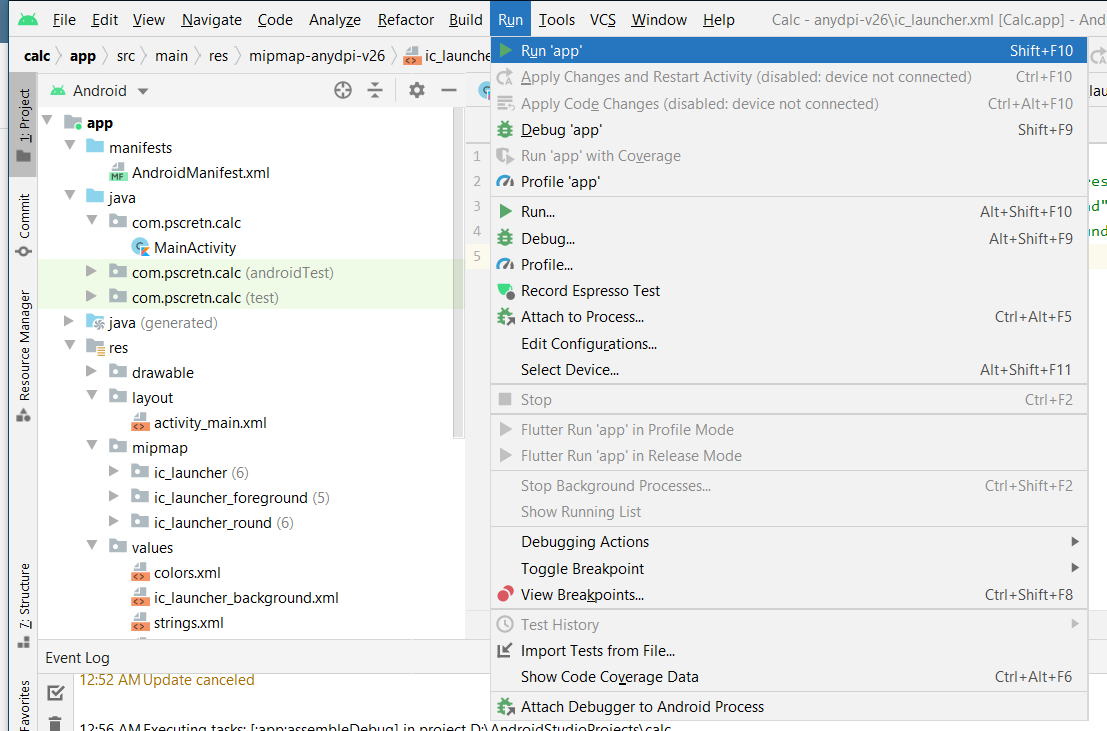 File Edit View Navigate Code Analyze Refactor Build Run Tools VCS Window Help Calc - anydpi-v26\ic_launcher.xml [Calc.app] - And
calc app src main res mipmap-anydpi-v26 ic_launche
Android
1: Project
Commit
Resource Manager
Z: Structure
Favorites
app
manifests
MF AndroidManifest.xml
java
com.pscretn.calc
MainActivity
com.pscretn.calc (androidTest)
com.pscretn.calc (test)
java (generated)
res
drawable
layout
activity_main.xml
mipmap
ic_launcher (6)
ic_launcher_foreground (5)
ic_launcher_round (6)
values
colors.xml
ic_launcher_background.xml
strings.xml
1
2
3
4
5
Run 'app' Shift+F10
Apply Changes and Restart Activity (disabled: device not connected) Ctrl+F10
Apply Code Changes (disabled: device not connected) Ctrl+Alt+F10
Debug 'app' Shift+F9
Run 'app' with Coverage
Profile 'app'
Run... Alt+Shift+F10
Debug... Alt+Shift+F9
Profile...
Record Espresso Test
Attach to Process... Ctrl+Alt+F5
Edit Configurations...
Select Device... Alt+Shift+F11
Stop Ctrl+F2
Flutter Run 'app' in Profile Mode
Flutter Run 'app' in Release Mode
Stop Background Processes... Ctrl+Shift+F2
Show Running List
Debugging Actions
Toggle Breakpoint
View Breakpoints... Ctrl+Shift+F8
Test History
Import Tests from File...
Show Code Coverage Data Ctrl+Alt+F6
Attach Debugger to Android Process
Event Log
12:52 AM Update canceled
12:56 AM Executing tasks: [:app:assembleDebug] in project D:\AndroidStudioProjects\calc